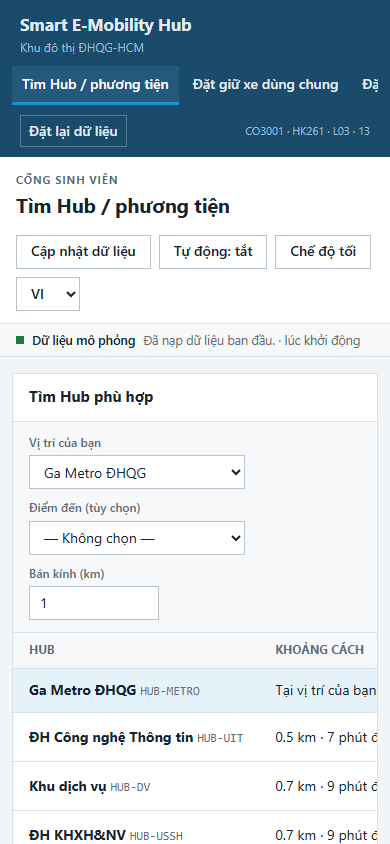 Smart E-Mobility Hub
Khu đô thị ĐHQG-HCM
Tìm Hub / phương tiện Đặt giữ xe dùng chung
Đặt lại dữ liệu CO3001 · HK261 · L03 · 13
CỔNG SINH VIÊN
Tìm Hub / phương tiện
Cập nhật dữ liệu Tự động: tắt Chế độ tối
VI
Dữ liệu mô phỏng Đã nạp dữ liệu ban đầu. · lúc khởi động
Tìm Hub phù hợp
Vị trí của bạn
Ga Metro ĐHQG
Điểm đến (tùy chọn)
— Không chọn —
Bán kính (km)
1
HUB KHOẢNG CÁCH
Ga Metro ĐHQG HUB-METRO Tại vị trí của bạn
ĐH Công nghệ Thông tin HUB-UIT 0.5 km · 7 phút
Khu dịch vụ HUB-DV 0.7 km · 9 phút
ĐH KHXH&NV HUB-USSH 0.7 km · 9 phút